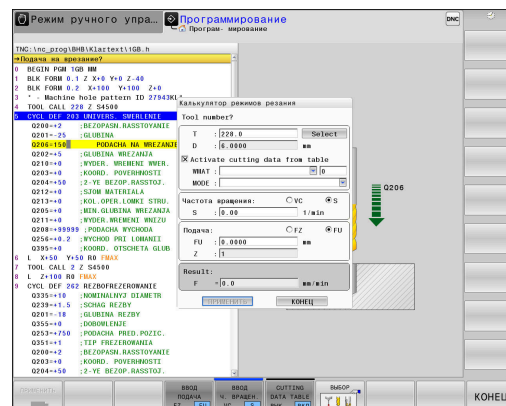 Режим ручного упра…
Программирование
Програм- мирование
DNC
TNC:\nc_prog\BHB\Klartext\1GB.h
→Подача на врезание?
0 BEGIN PGM 1GB MM
1 BLK FORM 0.1 Z X+0 Y+0 Z-40
2 BLK FORM 0.2 X+100 Y+100 Z+0
3 * - Machine hole pattern ID 27943KL
4 TOOL CALL 228 Z S4500
5 CYCL DEF 203 UNIVERS. SWERLENIE
Q200=+2 ;BEZOPASN.RASSTOYANIE
Q201=-25 ;GLUBINA
Q206=150 PODACHA NA WREZANJE
Q202=+5 ;GLUBINA WREZANJA
Q210=+0 ;WYDER. WREMENI WWER.
Q203=+0 ;KOORD. POVERHNOSTI
Q204=+50 ;2-YE BEZOP.RASSTOJ.
Q212=+0 ;SJOM MATERIALA
Q213=+0 ;KOL.OPER.LOMKI STRU.
Q205=+0 ;MIN.GLUBINA WREZANJA
Q211=+0 ;WYDER.WREMENI WNIZU
Q208=+99999 ;PODACHA WYCHODA
Q256=+0.2 ;WYCHOD PRI LOMANII
Q395=+0 ;KOORD. OTSCHETA GLUB
6 L X+50 Y+50 R0 FMAX
7 TOOL CALL 2 Z S4500
8 L Z+100 R0 FMAX
9 CYCL DEF 262 REZBOFREZEROWANIE
Q335=+10 ;NOMINALNYJ DIAMETR
Q239=+1.5 ;SCHAG REZBY
Q201=-18 ;GLUBINA REZBY
Q355=+0 ;DOBOWLENJE
Q253=+750 ;PODACHA PRED.POZIC.
Q351=+1 ;TIP FREZEROWANIA
Q200=+2 ;BEZOPASN.RASSTOYANIE
Q203=+0 ;KOORD. POVERHNOSTI
Q204=+50 ;2-YE BEZOP.RASSTOJ.
Калькулятор режимов резания
Tool number?
T : 228.0 Select
D : 6.0000 mm
Activate cutting data from table
WMAT : 0
MODE :
Частота вращения: VC S
S : 0.00 1/min
Подача: FZ FU
FU : 0.0000 mm
Z : 1
Result:
F = 0.0 mm/min
ПРИМЕНИТЬ КОНЕЦ
Q206
ПРИМЕНИТЬ
ВВОД ПОДАЧА FZ FU
ВВОД Ч. ВРАЩЕН. VC S
CUTTING DATA TABLE ВЫК ВКЛ
ВЫБОР
КОНЕЦ